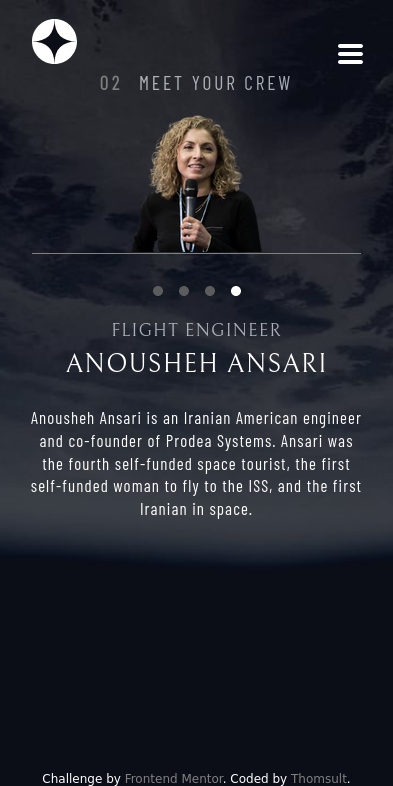 02 MEET YOUR CREW
FLIGHT ENGINEER
ANOUSHEH ANSARI
Anousheh Ansari is an Iranian American engineer
and co-founder of Prodea Systems. Ansari was
the fourth self-funded space tourist, the first
self-funded woman to fly to the ISS, and the first
Iranian in space.
Challenge by Frontend Mentor. Coded by Thomsult.